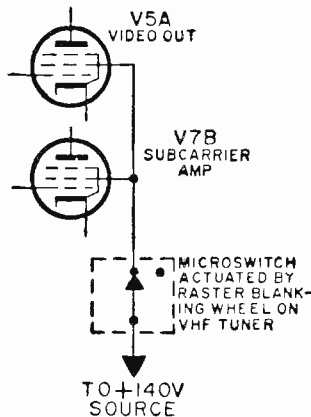 V5A
VIDEO OUT
V7B
SUBCARRIER
AMP
MICROSWITCH
ACTUATED BY
RASTER BLANK-
ING WHEEL ON
VHF TUNER
TO +140V
SOURCE